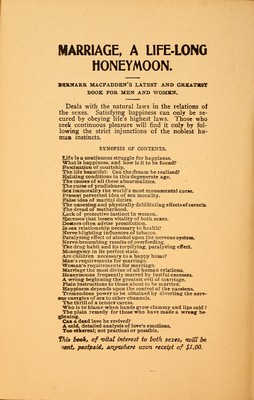 MARRIAGE, A LIFE-LONG
HONEYMOON.
BERNARR MACFADDEN'S LATEST AND GREATEST
BOOK FOR MEN AND WOMEN.
Deals with the natural laws in the relations of
the sexes. Satisfying happiness can only be se-
cured by obeying life's highest laws. Those who
seek continuous pleasure will find it only by fol-
lowing the strict injunctions of the noblest hu-
man instincts.
SYNOPSIS OF CONTENTS.
Life is a continuous struggle for happiness.
What is happiness, and how is it to be found?
Fascination of courtship.
The life beautiful. Can the dream be realized?
Existing conditions in this degenerate age.
The causes of all these abnormalities.
The curse of prudishness.
Sex immorality the world's most monumental curse.
Present perverted idea of sex morality.
False idea of marital duties.
The unsexing and physically debilitating effects of corsets.
The dread of motherhood.
Lack of protective instinct in women.
Excesses that lessen vitality of both sexes.
Doctors often advise prostitution.
Is sex relationship necessary to health?
Nerve blighting influences of tobacco.
Paralyzing effect of alcohol upon the nervous system.
Nerve-benumbing results of overfeeding.
The drug habit and its terrifying, paralyzing effect.
Monogamy in its perfect state.
Are children necessary to a happy home?
Man's requirements for marriage.
Woman's requirements for marriage.
Marriage the most divine of all human relations.
Honeymoons frequently marred by lustful excesses.
A wrong beginning the greatest evil of marriage.
Plain instructions to those about to be married.
Happiness depends upon the control of the passions.
Tremendous power to be obtained by diverting the nerv-
ous energies of sex to other channels.
The thrill of a tender caress.
Who is to blame when hands grow clammy and lips cold?
The plain remedy for those who have made a wrong be-
ginning.
Can a dead love be revived?
A cold, detailed analysis of love's emotions.
Too ethereal; not practical or possible.
This book, of vital interest to both sexes, will be
sent, postpaid, anywhere upon receipt of $1.00.